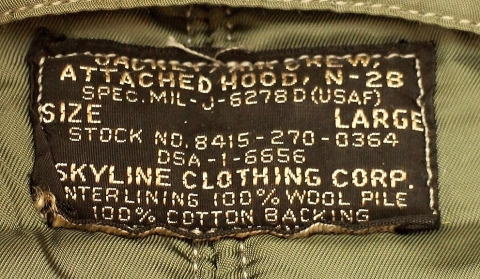 ATTACHED HOOD, N-2B
SPEC. MIL-J-6278D (USAF)
SIZE LARGE
STOCK NO. 8415-270-0364
DSA-1-6656
SKYLINE CLOTHING CORP.
INTERLINING 100% WOOL PILE
100% COTTON BACKING